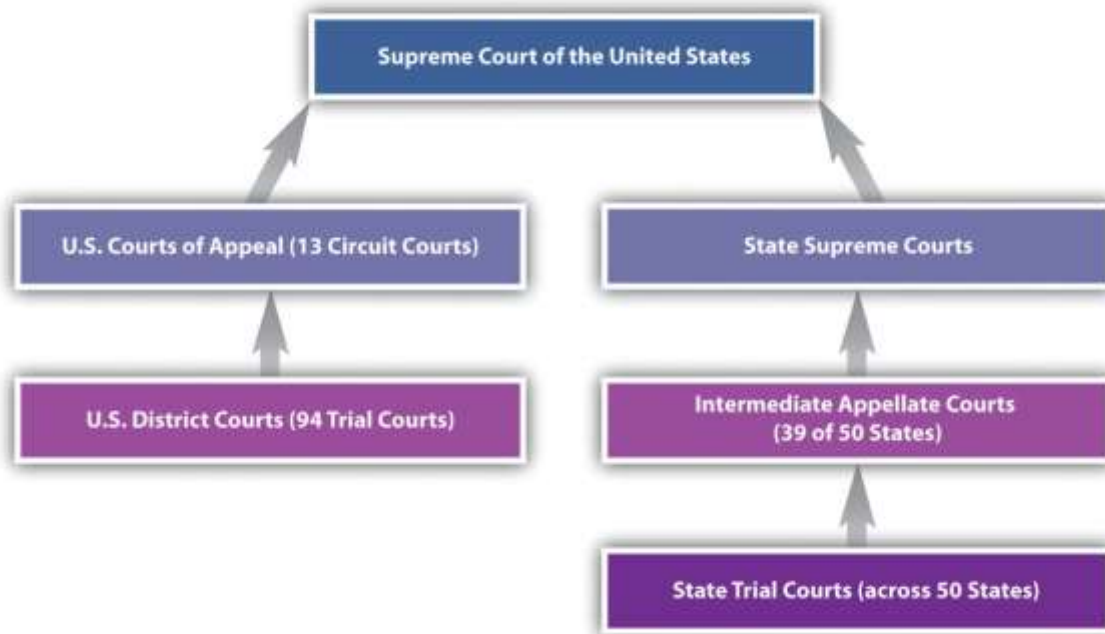 Supreme Court of the United States
U.S. Courts of Appeal (13 Circuit Courts)
State Supreme Courts
U.S. District Courts (94 Trial Courts)
Intermediate Appellate Courts
(39 of 50 States)
State Trial Courts (across 50 States)